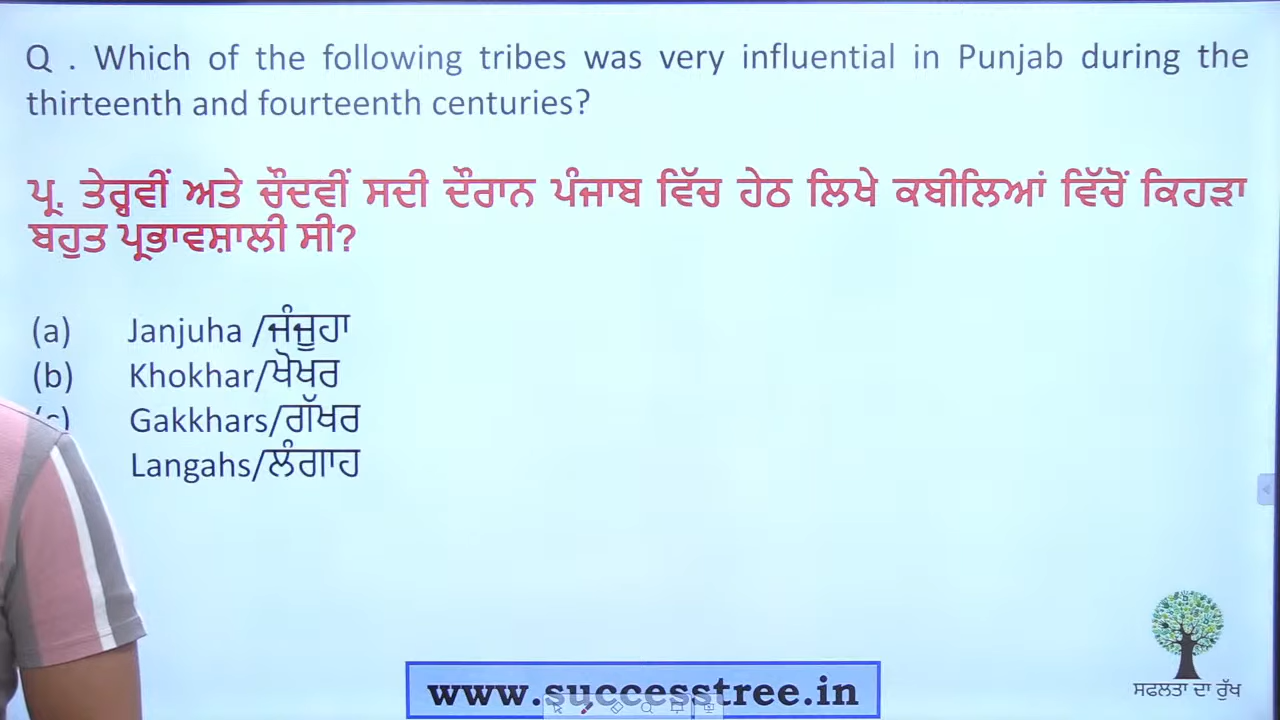 Q . Which of the following tribes was very influential in Punjab during the
thirteenth and fourteenth centuries?
ਪ੍ਰ. ਤੇਰ੍ਹਵੀਂ ਅਤੇ ਚੌਦਵੀਂ ਸਦੀ ਦੌਰਾਨ ਪੰਜਾਬ ਵਿੱਚ ਹੇਠ ਲਿਖੇ ਕਬੀਲਿਆਂ ਵਿੱਚੋਂ ਕਿਹੜਾ
ਬਹੁਤ ਪ੍ਰਭਾਵਸ਼ਾਲੀ ਸੀ?
(a) Janjuha /ਜੰਜੂਹਾ
(b) Khokhar/ਖੋਖਰ
(c) Gakkhars/ਗੱਖਰ
Langahs/ਲੰਗਾਹ
www.successtree.in
ਸਫਲਤਾ ਦਾ ਰੁੱਖ